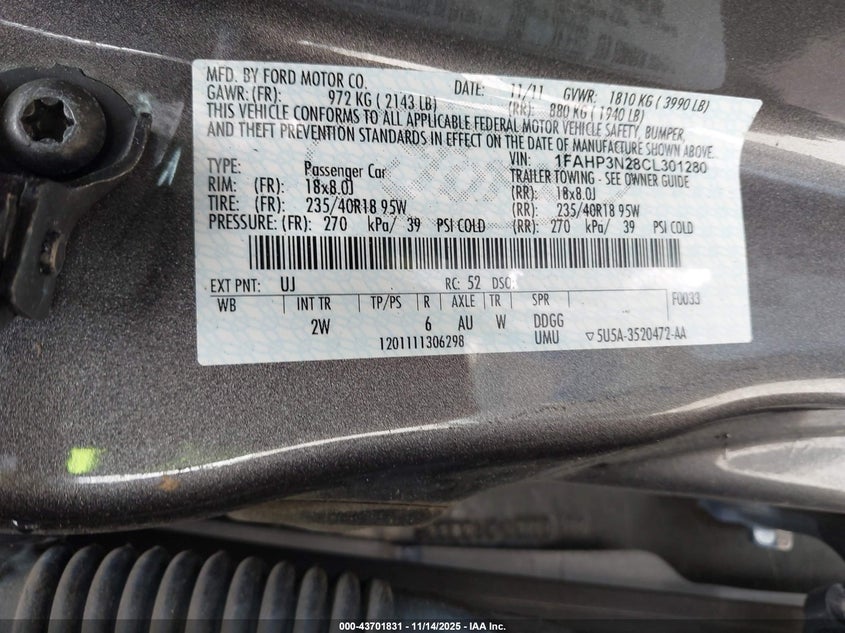 MFD. BY FORD MOTOR CO. DATE: 11/11 GVWR: 1810 KG ( 3990 LB)
GAWR: (FR): 972 KG ( 2143 LB) (RR): 880 KG ( 1940 LB)
THIS VEHICLE CONFORMS TO ALL APPLICABLE FEDERAL MOTOR VEHICLE SAFETY, BUMPER,
AND THEFT PREVENTION STANDARDS IN EFFECT ON THE DATE OF MANUFACTURE SHOWN ABOVE.
VIN: 1FAHP3N28CL301280
TYPE: Passenger Car TRAILER TOWING - SEE OWNER GUIDE
RIM: (FR): 18x8.0J (RR): 18x8.0J
TIRE: (FR): 235/40R18 95W (RR): 235/40R18 95W
PRESSURE: (FR): 270 kPa/ 39 PSI COLD (RR): 270 kPa/ 39 PSI COLD
EXT PNT: UJ RC: 52 DSO:
WB INT TR TP/PS R AXLE TR SPR F0033
2W 6 AU W DDGG
1201111306298 UMU ▽5U5A-3520472-AA
000-43701831 - 11/14/2025 - IAA Inc.